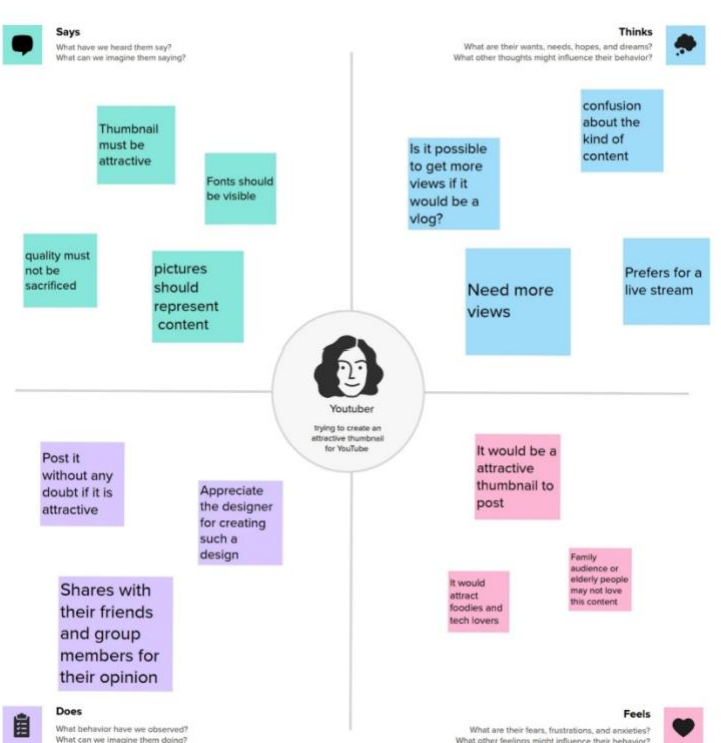 Says
What have we heard them say?
What can we imagine them saying?
Thumbnail
must be
attractive
Fonts should
be visible
quality must
not be
sacrificed
pictures
should
represent
content
Thinks
What are their wants, needs, hopes, and dreams?
What other thoughts might influence their behavior?
confusion
about the
kind of
content
Is it possible
to get more
views if it
would be a
vlog?
Need more
views
Prefers for a
live stream
Youtuber
trying to create an
attractive thumbnail
for YouTube
Post it
without any
doubt if it is
attractive
Appreciate
the designer
for creating
such a
design
Shares with
their friends
and group
members for
their opinion
Does
What behavior have we observed?
What can we imagine them doing?
It would be a
attractive
thumbnail to
post
It would
attract
foodies and
tech lovers
Family
audience or
elderly people
may not love
this content
Feels
What are their fears, frustrations, and anxieties?
What other feelings might influence their behavior?